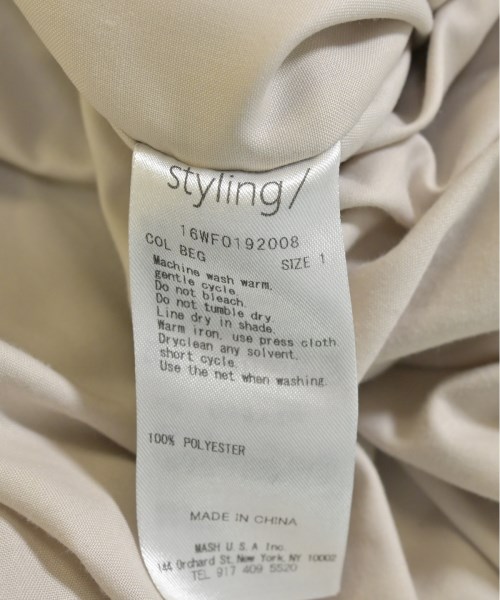 styling/
16WF0192008
COL BEG
SIZE 1
Machine wash warm,
gentle cycle.
Do not bleach.
Do not tumble dry.
Line dry in shade.
Warm iron, use press cloth
Dryclean any solvent,
short cycle.
Use the net when washing.
100% POLYESTER
MADE IN CHINA
MASH U.S.A Inc.
144 Orchard St. New York, NY 10002
TEL 917 409 5520